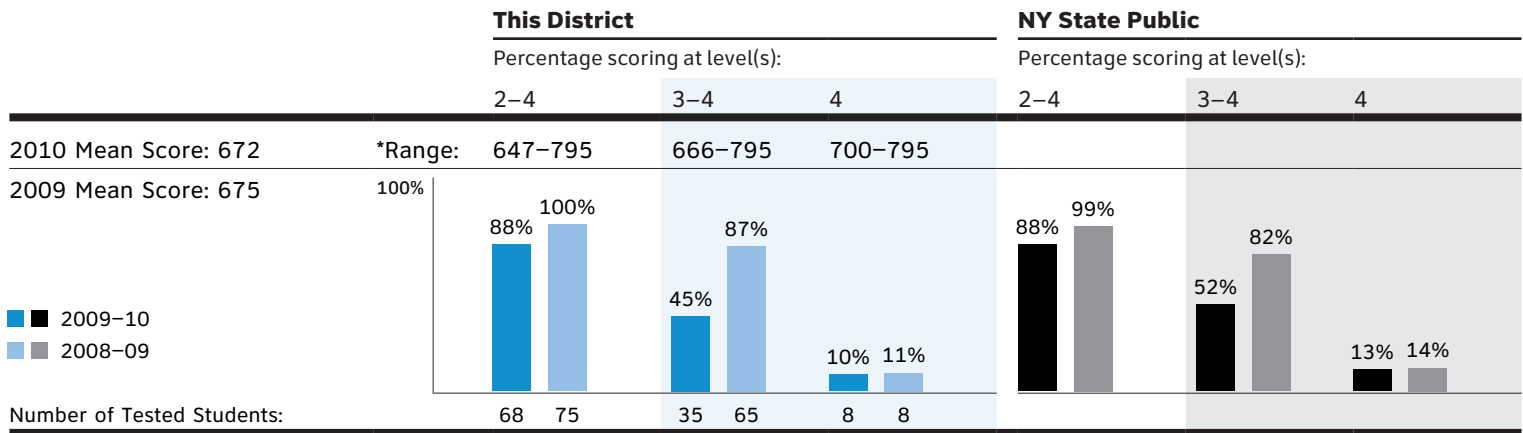 This District NY State Public
Percentage scoring at level(s): Percentage scoring at level(s):
2–4 3–4 4 2–4 3–4 4
2010 Mean Score: 672 *Range: 647–795 666–795 700–795
2009 Mean Score: 675 100%
88% 100% 45% 87% 10% 11% 88% 99% 52% 82% 13% 14%
2009–10
2008–09
Number of Tested Students: 68 75 35 65 8 8